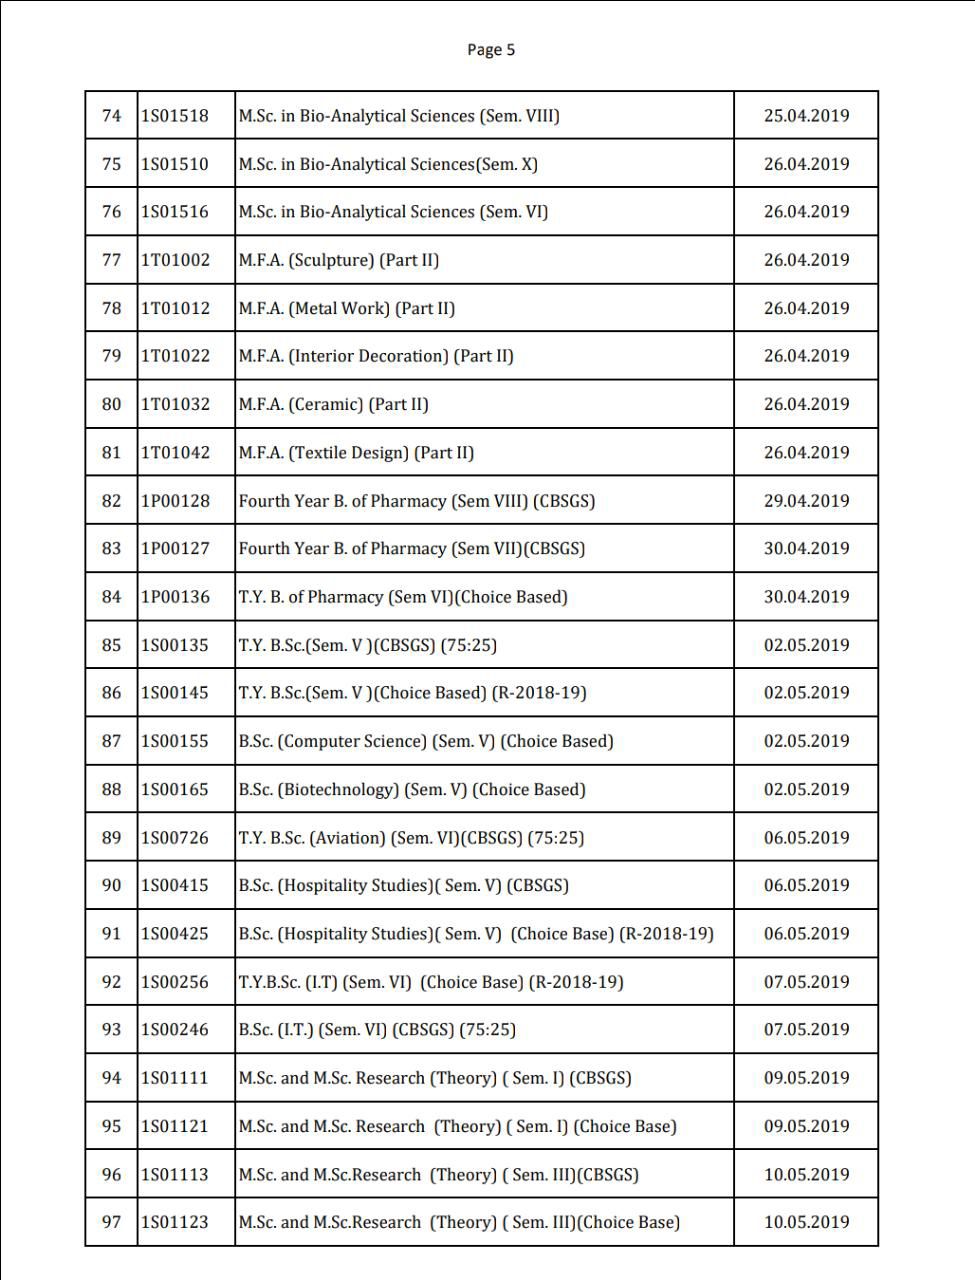 Page 5
74 1S01518 M.Sc. in Bio-Analytical Sciences (Sem. VIII) 25.04.2019
75 1S01510 M.Sc. in Bio-Analytical Sciences(Sem. X) 26.04.2019
76 1S01516 M.Sc. in Bio-Analytical Sciences (Sem. VI) 26.04.2019
77 1T01002 M.F.A. (Sculpture) (Part II) 26.04.2019
78 1T01012 M.F.A. (Metal Work) (Part II) 26.04.2019
79 1T01022 M.F.A. (Interior Decoration) (Part II) 26.04.2019
80 1T01032 M.F.A. (Ceramic) (Part II) 26.04.2019
81 1T01042 M.F.A. (Textile Design) (Part II) 26.04.2019
82 1P00128 Fourth Year B. of Pharmacy (Sem VIII) (CBSGS) 29.04.2019
83 1P00127 Fourth Year B. of Pharmacy (Sem VII)(CBSGS) 30.04.2019
84 1P00136 T.Y. B. of Pharmacy (Sem VI)(Choice Based) 30.04.2019
85 1S00135 T.Y. B.Sc.(Sem. V )(CBSGS) (75:25) 02.05.2019
86 1S00145 T.Y. B.Sc.(Sem. V )(Choice Based) (R-2018-19) 02.05.2019
87 1S00155 B.Sc. (Computer Science) (Sem. V) (Choice Based) 02.05.2019
88 1S00165 B.Sc. (Biotechnology) (Sem. V) (Choice Based) 02.05.2019
89 1S00726 T.Y. B.Sc. (Aviation) (Sem. VI)(CBSGS) (75:25) 06.05.2019
90 1S00415 B.Sc. (Hospitality Studies)( Sem. V) (CBSGS) 06.05.2019
91 1S00425 B.Sc. (Hospitality Studies)( Sem. V) (Choice Base) (R-2018-19) 06.05.2019
92 1S00256 T.Y.B.Sc. (I.T) (Sem. VI) (Choice Base) (R-2018-19) 07.05.2019
93 1S00246 B.Sc. (I.T.) (Sem. VI) (CBSGS) (75:25) 07.05.2019
94 1S01111 M.Sc. and M.Sc. Research (Theory) ( Sem. I) (CBSGS) 09.05.2019
95 1S01121 M.Sc. and M.Sc. Research (Theory) ( Sem. I) (Choice Base) 09.05.2019
96 1S01113 M.Sc. and M.Sc.Research (Theory) ( Sem. III)(CBSGS) 10.05.2019
97 1S01123 M.Sc. and M.Sc.Research (Theory) ( Sem. III)(Choice Base) 10.05.2019